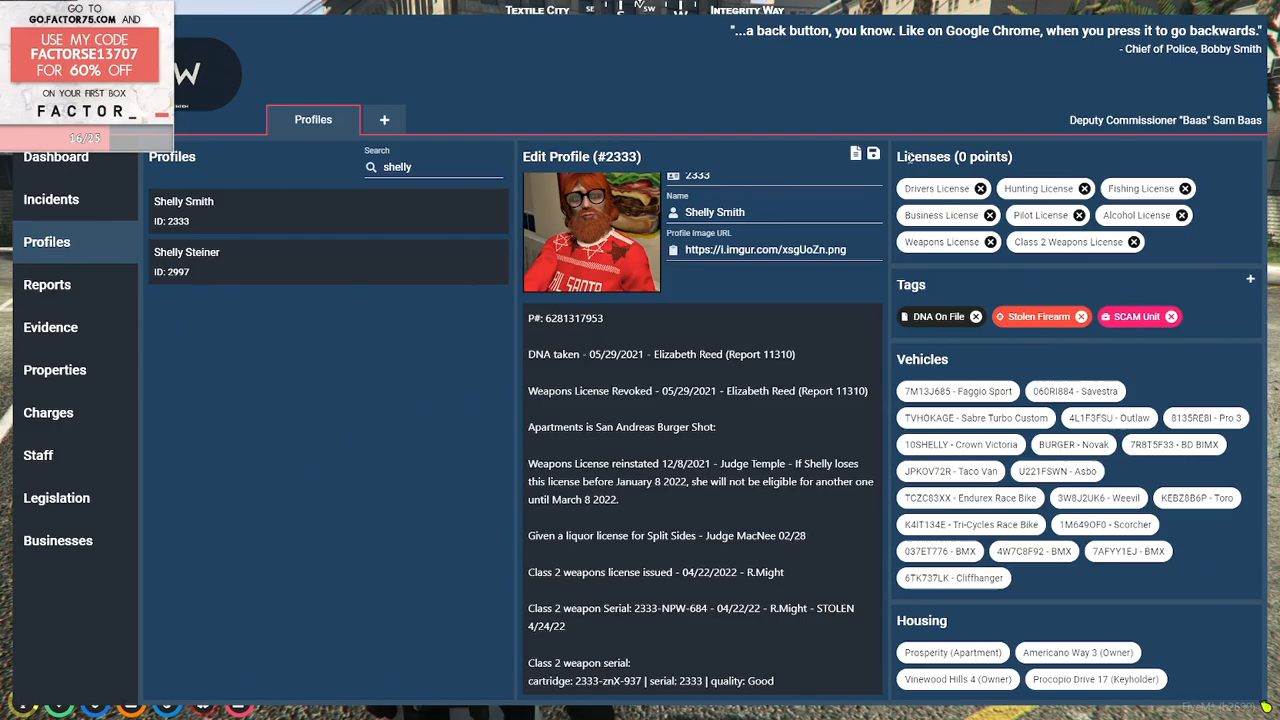 GO TO
GO.FACTOR75.COM AND
USE MY CODE
FACTORSE13707
FOR 60% OFF
ON YOUR FIRST BOX
FACTOR_
16/25
TEXTILE CITY SE S SW W INTEGRITY WAY
"...a back button, you know. Like on Google Chrome, when you press it to go backwards."
- Chief of Police, Bobby Smith
W
Profiles +
Deputy Commissioner "Baas" Sam Baas
Dashboard
Incidents
Profiles
Reports
Evidence
Properties
Charges
Staff
Legislation
Businesses
Profiles
Search
shelly
Shelly Smith
ID: 2333
Shelly Steiner
ID: 2997
Edit Profile (#2333)
2333
Name
Shelly Smith
Profile Image URL
https://i.imgur.com/xsgUoZn.png
P#: 6281317953
DNA taken - 05/29/2021 - Elizabeth Reed (Report 11310)
Weapons License Revoked - 05/29/2021 - Elizabeth Reed (Report 11310)
Apartments is San Andreas Burger Shot:
Weapons License reinstated 12/8/2021 - Judge Temple - If Shelly loses
this license before January 8 2022, she will not be eligible for another one
until March 8 2022.
Given a liquor license for Split Sides - Judge MacNee 02/28
Class 2 weapons license issued - 04/22/2022 - R.Might
Class 2 weapon Serial: 2333-NPW-684 - 04/22/22 - R.Might - STOLEN
4/24/22
Class 2 weapon serial:
cartridge: 2333-znX-937 | serial: 2333 | quality: Good
Licenses (0 points)
Drivers License Hunting License Fishing License
Business License Pilot License Alcohol License
Weapons License Class 2 Weapons License
Tags +
DNA On File Stolen Firearm SCAM Unit
Vehicles
7M13J685 - Faggio Sport 060RI884 - Savestra
TVHOKAGE - Sabre Turbo Custom 4L1F3FSU - Outlaw 8135RE8I - Pro 3
10SHELLY - Crown Victoria BURGER - Novak 7R8T5F33 - BD BIMX
JPKOV72R - Taco Van U221FSWN - Asbo
TCZC83XX - Endurex Race Bike 3W8J2UK6 - Weevil KEBZ8B6P - Toro
K4IT134E - Tri-Cycles Race Bike 1M649OF0 - Scorcher
037ET776 - BMX 4W7C8F92 - BMX 7AFYY1EJ - BMX
6TK737LK - Cliffhanger
Housing
Prosperity (Apartment) Americano Way 3 (Owner)
Vinewood Hills 4 (Owner) Procopio Drive 17 (Keyholder)